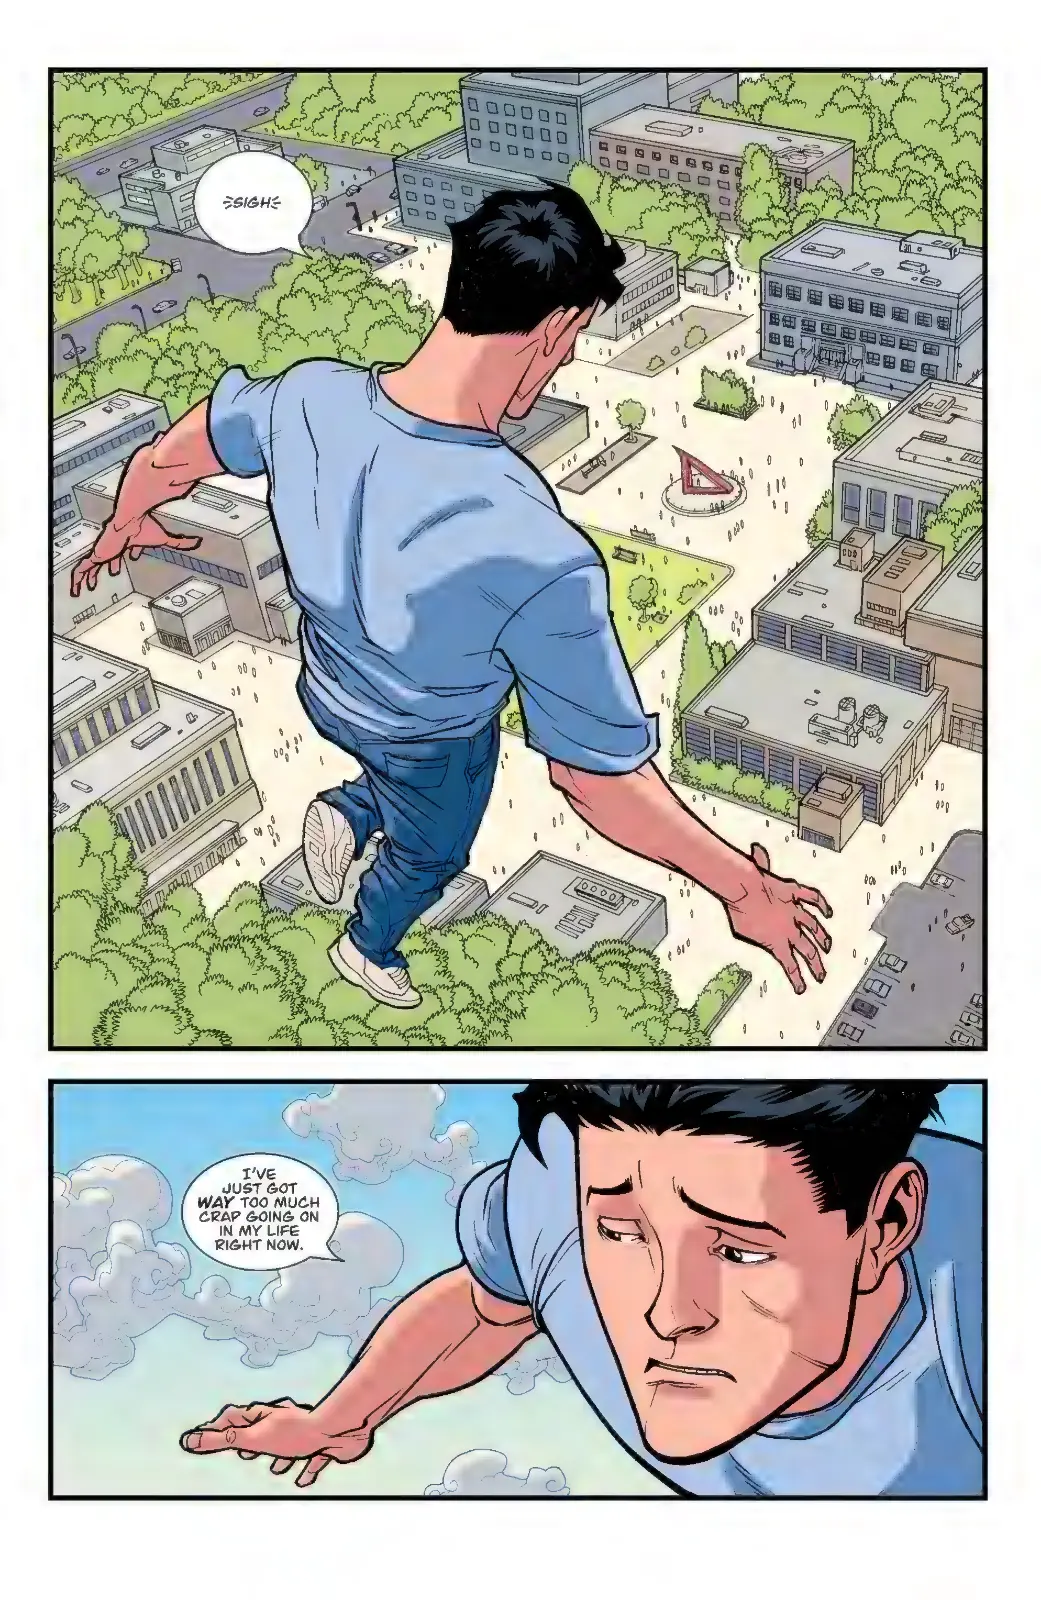 SIGH
I'VE
JUST GOT
WAY TOO MUCH
CRAP GOING ON
IN MY LIFE
RIGHT NOW.